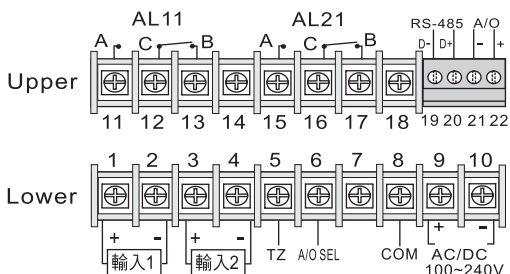 AL11 AL21
A C B A C B
RS-485 A/O
D- D+ - +
Upper
11 12 13 14 15 16 17 18 19 20 21 22
1 2 3 4 5 6 7 8 9 10
Lower
+ - + - + -
輸入1 輸入2 TZ A/O SEL COM AC/DC
100~240V